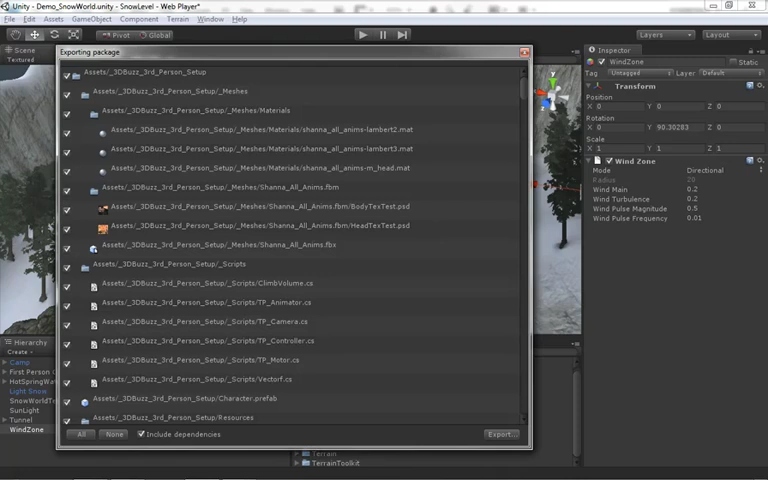 Unity - Demo_SnowWorld.unity - SnowLevel - Web Player*
File Edit Assets GameObject Component Terrain Window Help
Pivot Global Layers Layout
Scene
Textured
Exporting package
Assets/_3DBuzz_3rd_Person_Setup
Assets/_3DBuzz_3rd_Person_Setup/_Meshes
Assets/_3DBuzz_3rd_Person_Setup/_Meshes/Materials
Assets/_3DBuzz_3rd_Person_Setup/_Meshes/Materials/shanna_all_anims-lambert2.mat
Assets/_3DBuzz_3rd_Person_Setup/_Meshes/Materials/shanna_all_anims-lambert3.mat
Assets/_3DBuzz_3rd_Person_Setup/_Meshes/Materials/shanna_all_anims-m_head.mat
Assets/_3DBuzz_3rd_Person_Setup/_Meshes/Shanna_All_Anims.fbm
Assets/_3DBuzz_3rd_Person_Setup/_Meshes/Shanna_All_Anims.fbm/BodyTexTest.psd
Assets/_3DBuzz_3rd_Person_Setup/_Meshes/Shanna_All_Anims.fbm/HeadTexTest.psd
Assets/_3DBuzz_3rd_Person_Setup/_Meshes/Shanna_All_Anims.fbx
Assets/_3DBuzz_3rd_Person_Setup/_Scripts
Assets/_3DBuzz_3rd_Person_Setup/_Scripts/ClimbVolume.cs
Assets/_3DBuzz_3rd_Person_Setup/_Scripts/TP_Animator.cs
Assets/_3DBuzz_3rd_Person_Setup/_Scripts/TP_Camera.cs
Assets/_3DBuzz_3rd_Person_Setup/_Scripts/TP_Controller.cs
Assets/_3DBuzz_3rd_Person_Setup/_Scripts/TP_Motor.cs
Assets/_3DBuzz_3rd_Person_Setup/_Scripts/Vectorf.cs
Assets/_3DBuzz_3rd_Person_Setup/Character.prefab
Assets/_3DBuzz_3rd_Person_Setup/Resources
All None Include dependencies Export...
Hierarchy
Create
Camp
First Person C
HotSpringWate
Light Snow
SnowWorldTe
SunLight
Tunnel
WindZone
Terrain
TerrainToolkit
y
z
Inspector
WindZone Static
Tag Untagged Layer Default
Transform
Position
X 0 Y 0 Z 0
Rotation
X 0 Y 90.30283 Z 0
Scale
X 1 Y 1 Z 1
Wind Zone
Mode Directional
Radius 20
Wind Main 0.2
Wind Turbulence 0.2
Wind Pulse Magnitude 0.5
Wind Pulse Frequency 0.01